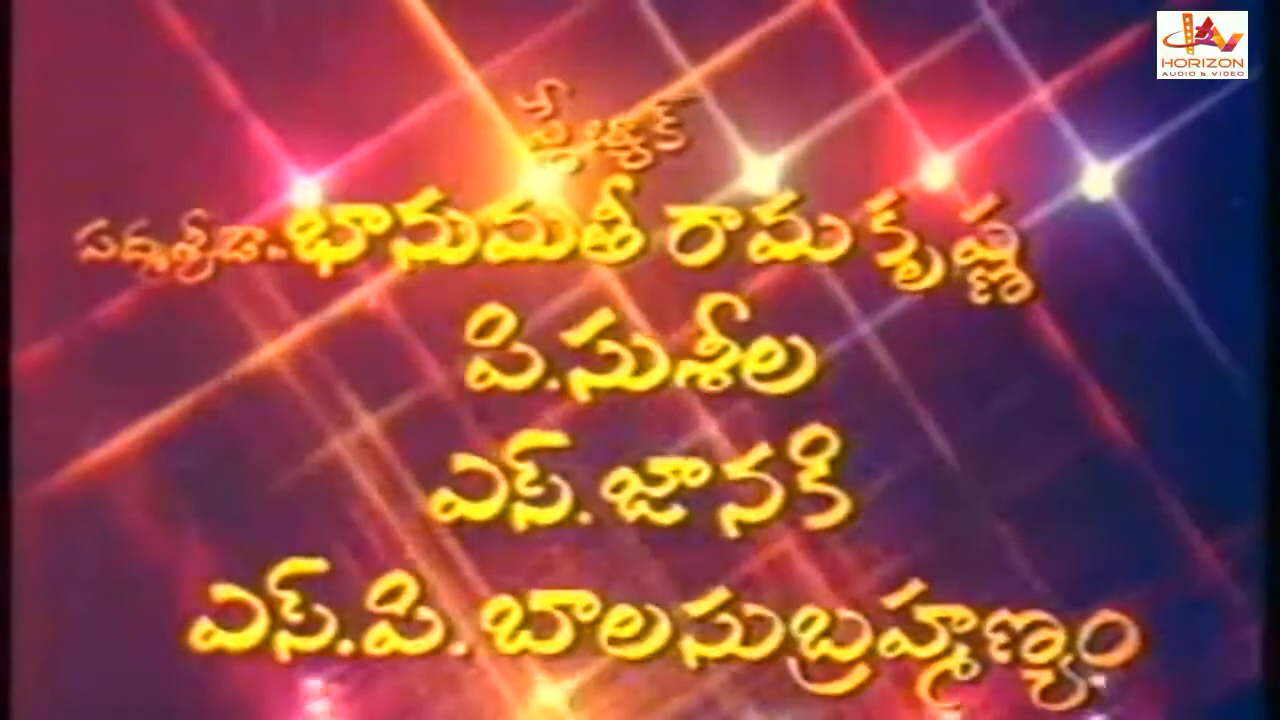 HORIZON
AUDIO & VIDEO
ప్లేబ్యాక్
పద్మశ్రీ డా. భానుమతీ రామకృష్ణ
పి. సుశీల
ఎస్. జానకి
ఎస్. పి. బాలసుబ్రహ్మణ్యం.